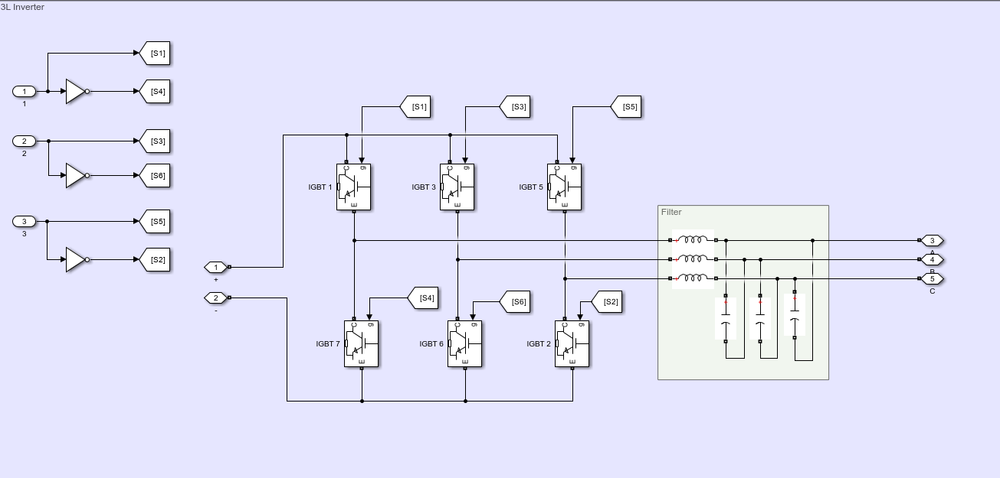 3L Inverter
[S1]
1
[S4]
1
2
[S3]
2
[S6]
3
[S5]
3
[S2]
1
+
2
-
[S1]
[S3]
[S5]
C
g
IGBT 1
E
C
g
IGBT 3
E
C
g
IGBT 5
E
[S4]
[S6]
[S2]
C
g
IGBT 7
E
C
g
IGBT 6
E
C
g
IGBT 2
E
Filter
+
+
+
+
+
+
3
A
4
B
5
C